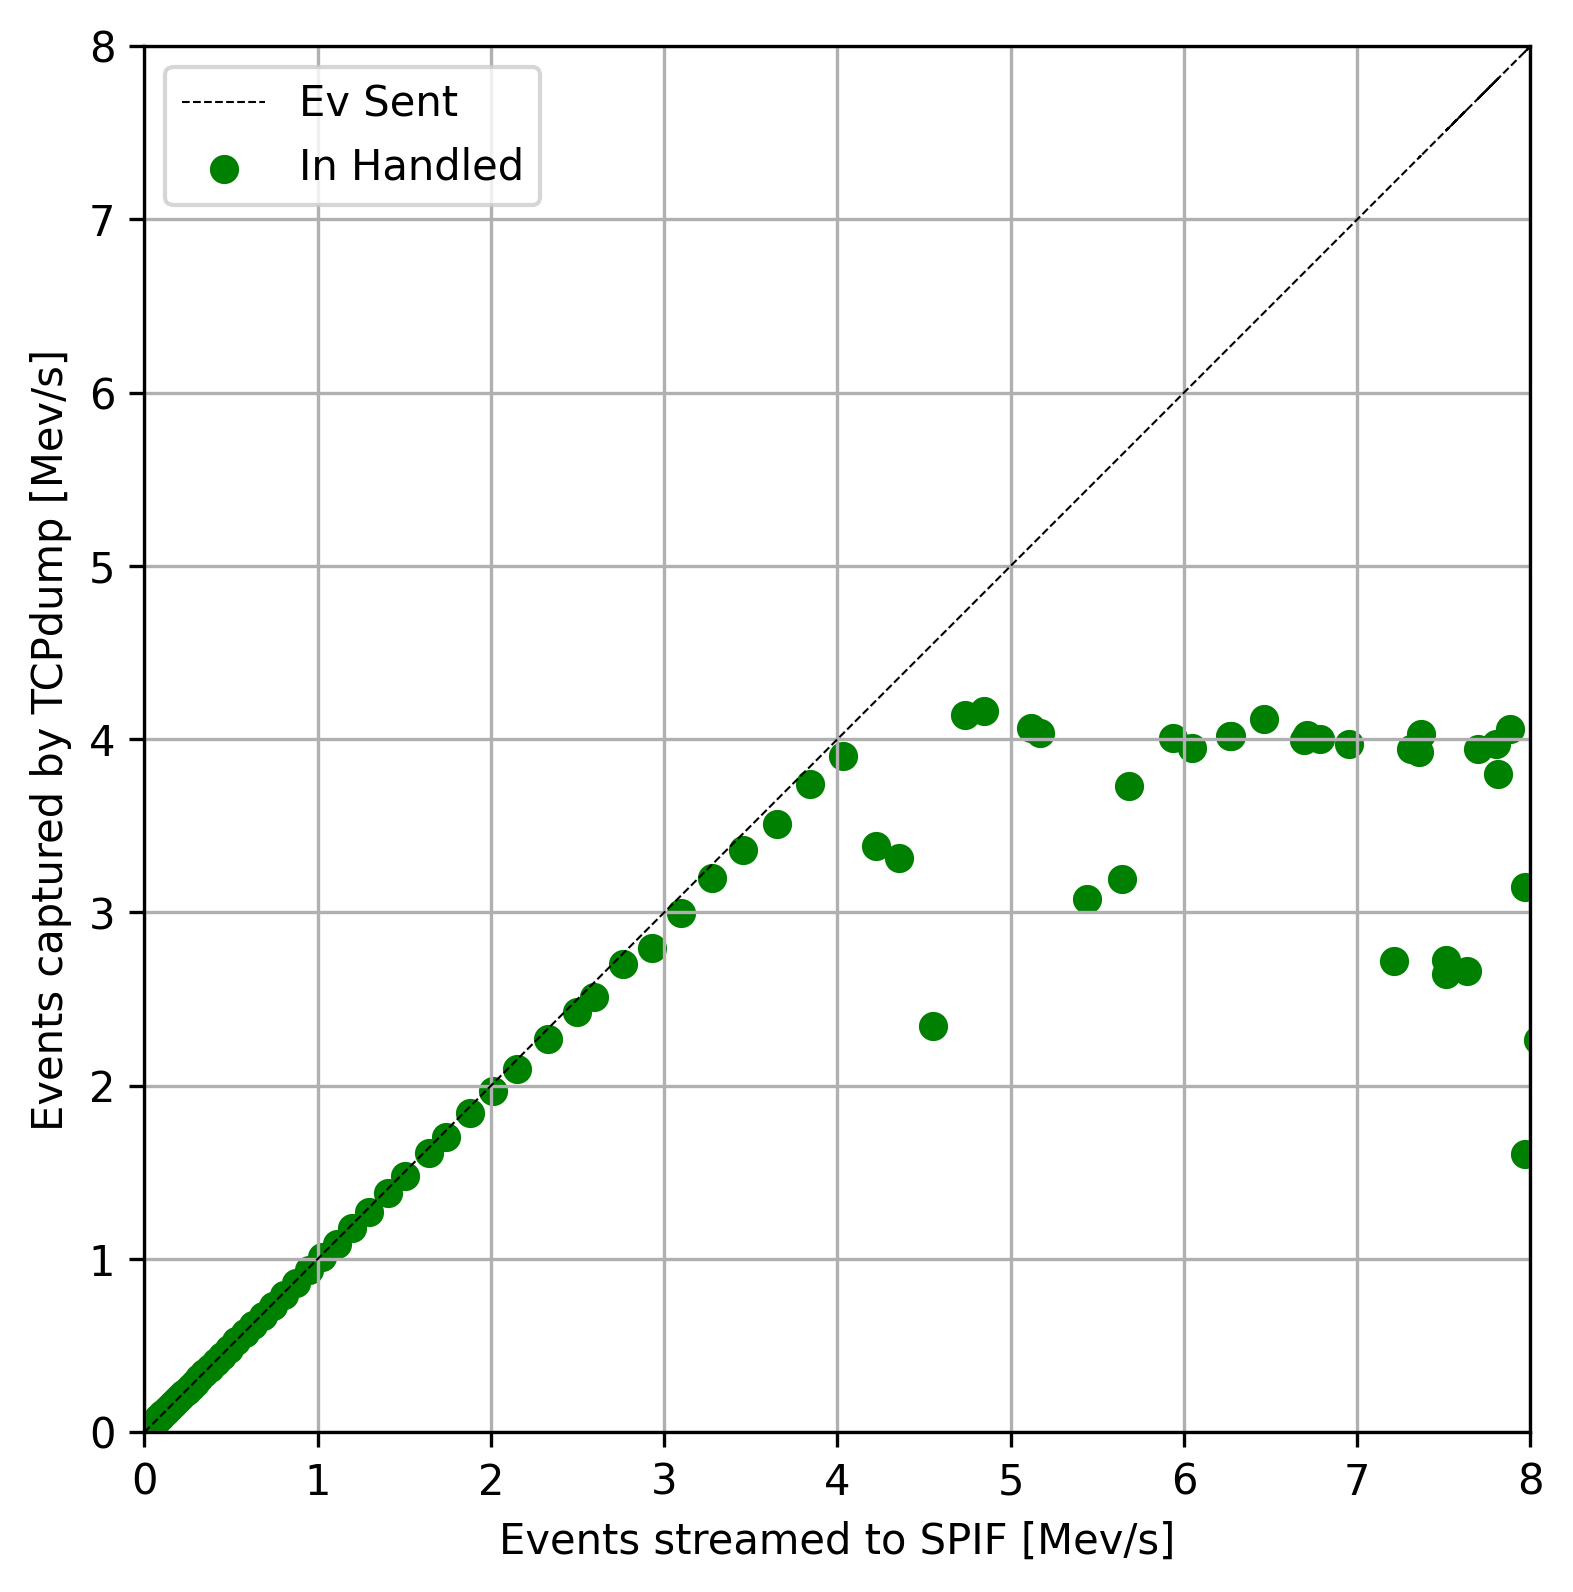 8
7
6
5
4
3
2
1
0
Events captured by TCPdump [Mev/s]
Ev Sent
In Handled
0 1 2 3 4 5 6 7 8
Events streamed to SPIF [Mev/s]